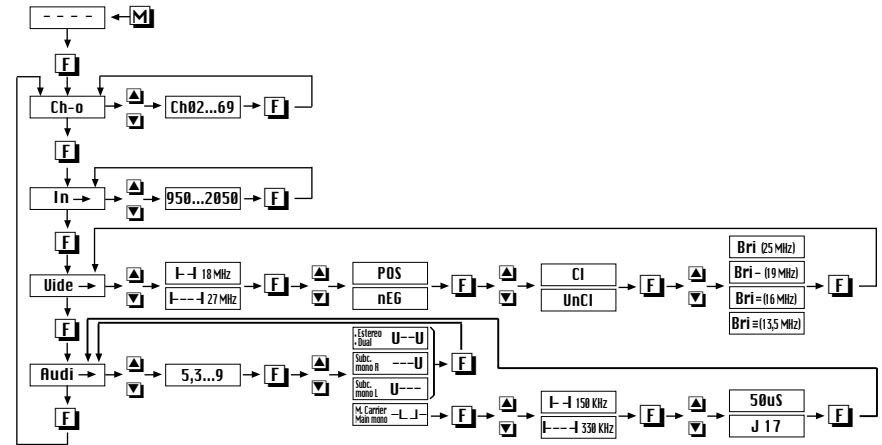 - - - -
M
F
Ch-o
Ch02...69
F
F
In
950...2050
F
F
Vide
18 MHz
27 MHz
F
POS
nEG
F
Cl
UnCl
F
Bri (25 MHz)
Bri – (19 MHz)
Bri = (16 MHz)
Bri ≡ (13,5 MHz)
F
F
Audi
5,3...9
F
• Estereo
• Dual
U--U
Subc.
mono R
---U
Subc.
mono L
U---
F
M. Carrier
Main mono
F
150 KHz
330 KHz
F
50uS
J 17
F
F